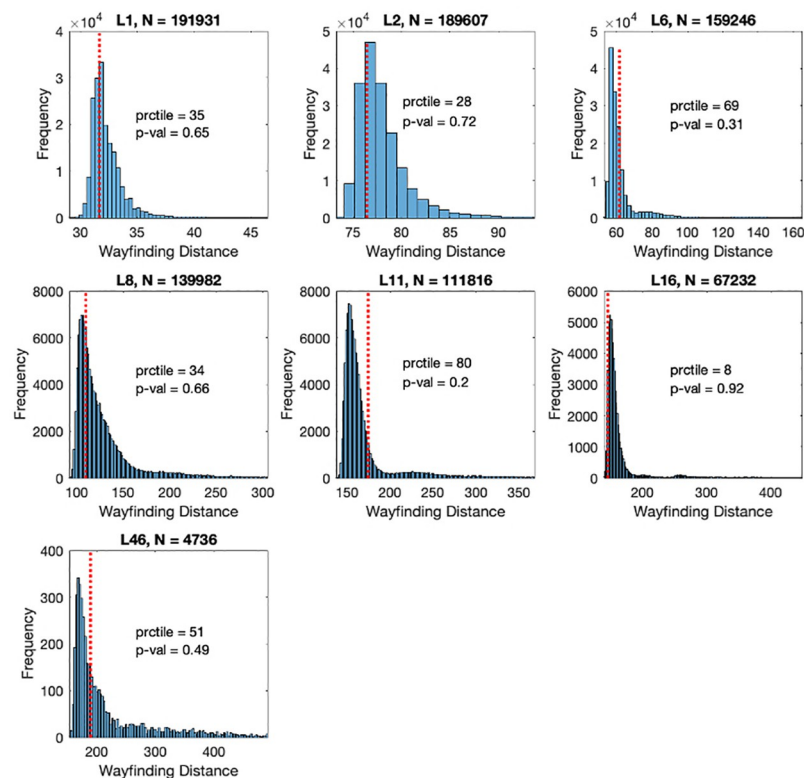 L1, N = 191931
×10⁴
4
3
2
1
0
Frequency
prctile = 35
p-val = 0.65
30 35 40 45
Wayfinding Distance
L2, N = 189607
×10⁴
5
4
3
2
1
0
Frequency
prctile = 28
p-val = 0.72
75 80 85 90
Wayfinding Distance
L6, N = 159246
×10⁴
5
4
3
2
1
0
Frequency
prctile = 69
p-val = 0.31
60 80 100 120 140 160
Wayfinding Distance
L8, N = 139982
8000
6000
4000
2000
0
Frequency
prctile = 34
p-val = 0.66
100 150 200 250 300
Wayfinding Distance
L11, N = 111816
8000
6000
4000
2000
0
Frequency
prctile = 80
p-val = 0.2
150 200 250 300 350
Wayfinding Distance
L16, N = 67232
6000
5000
4000
3000
2000
1000
0
Frequency
prctile = 8
p-val = 0.92
200 300 400
Wayfinding Distance
L46, N = 4736
400
300
200
100
0
Frequency
prctile = 51
p-val = 0.49
200 300 400
Wayfinding Distance